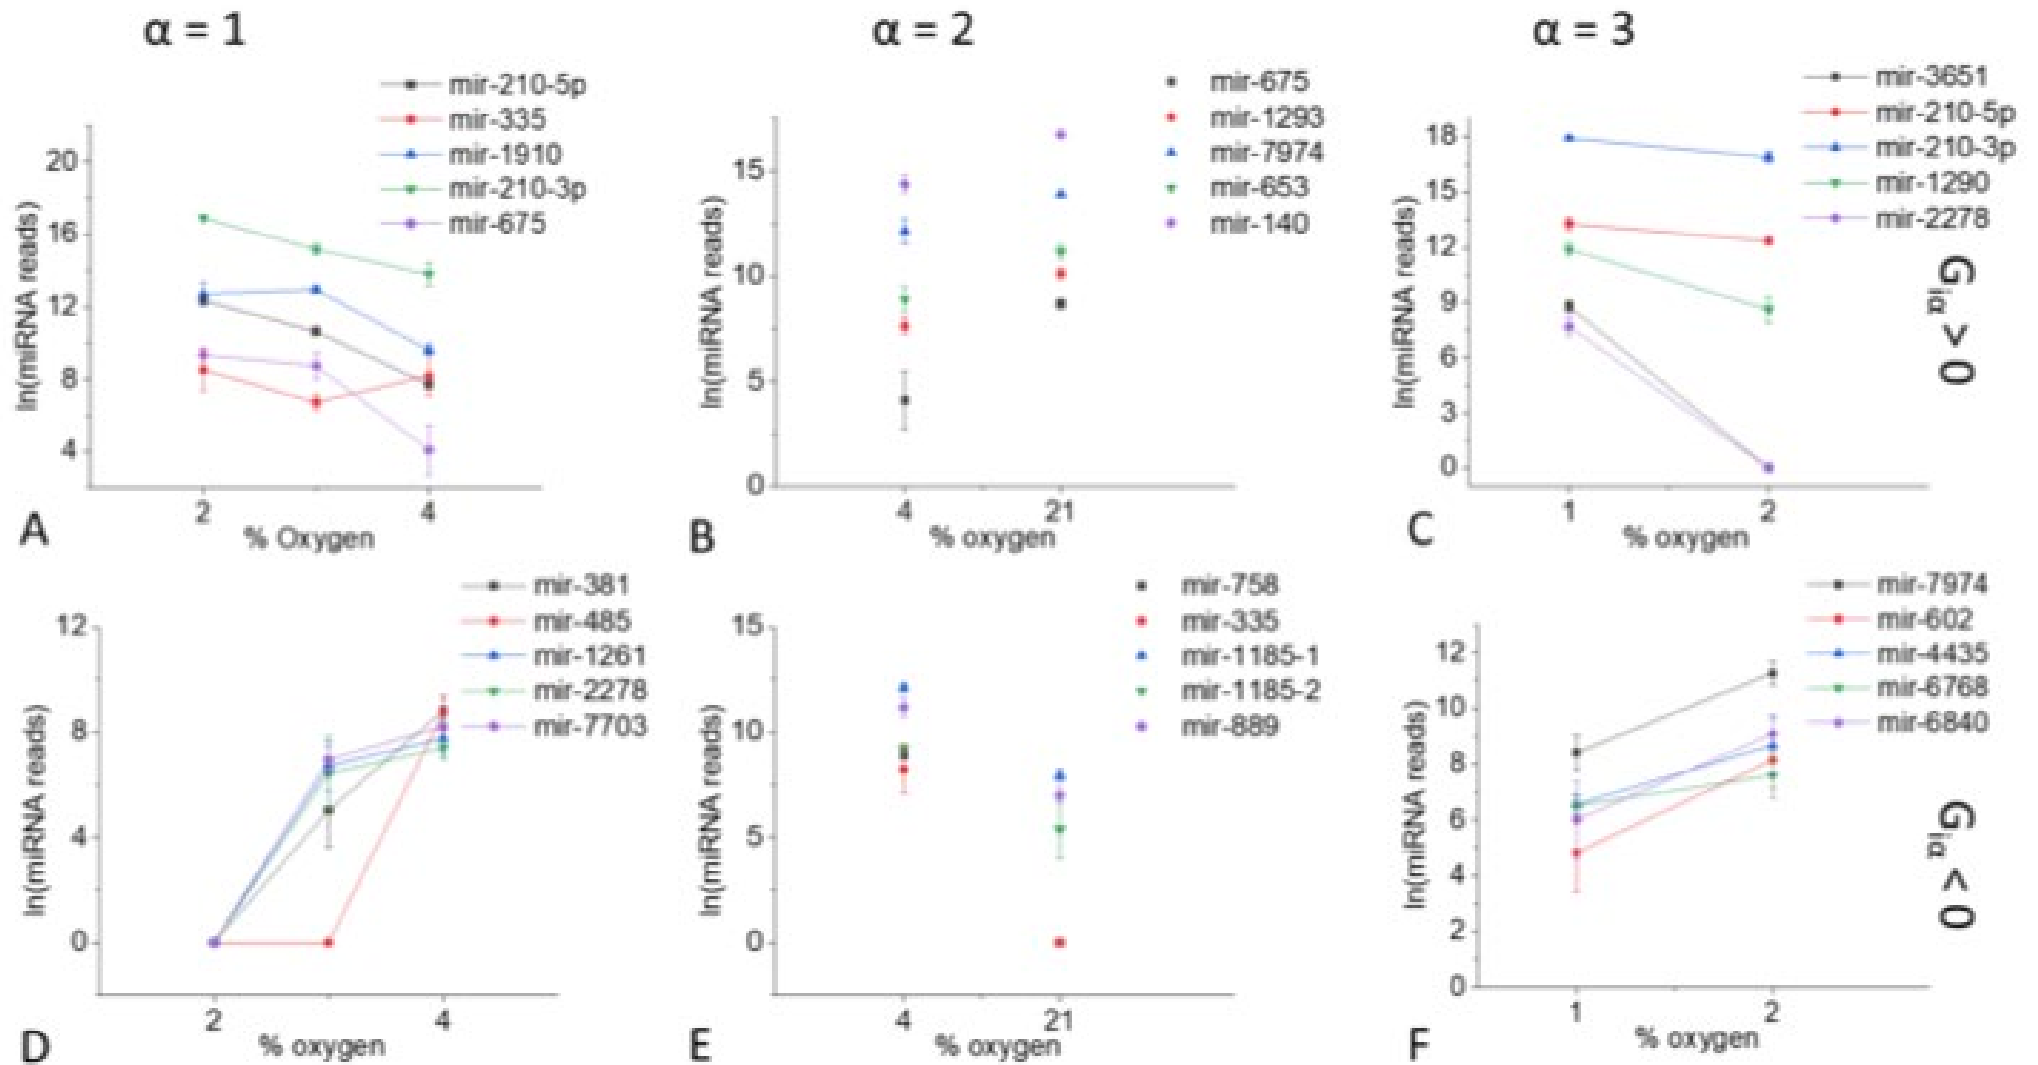 α = 1
α = 2
α = 3
mir-210-5p
mir-335
mir-1910
mir-210-3p
mir-675
20
16
12
8
4
ln(miRNA reads)
2
4
% Oxygen
A
mir-675
mir-1293
mir-7974
mir-653
mir-140
15
10
5
0
ln(miRNA reads)
4
21
% oxygen
B
mir-3651
mir-210-5p
mir-210-3p
mir-1290
mir-2278
18
15
12
9
6
3
0
ln(miRNA reads)
1
2
% oxygen
C
Giα > 0
mir-381
mir-485
mir-1261
mir-2278
mir-7703
12
8
4
0
ln(miRNA reads)
2
4
% oxygen
D
mir-758
mir-335
mir-1185-1
mir-1185-2
mir-889
15
10
5
0
ln(miRNA reads)
4
21
% oxygen
E
mir-7974
mir-602
mir-4435
mir-6768
mir-6840
12
10
8
6
4
2
0
ln(miRNA reads)
1
2
% oxygen
F
Giα < 0